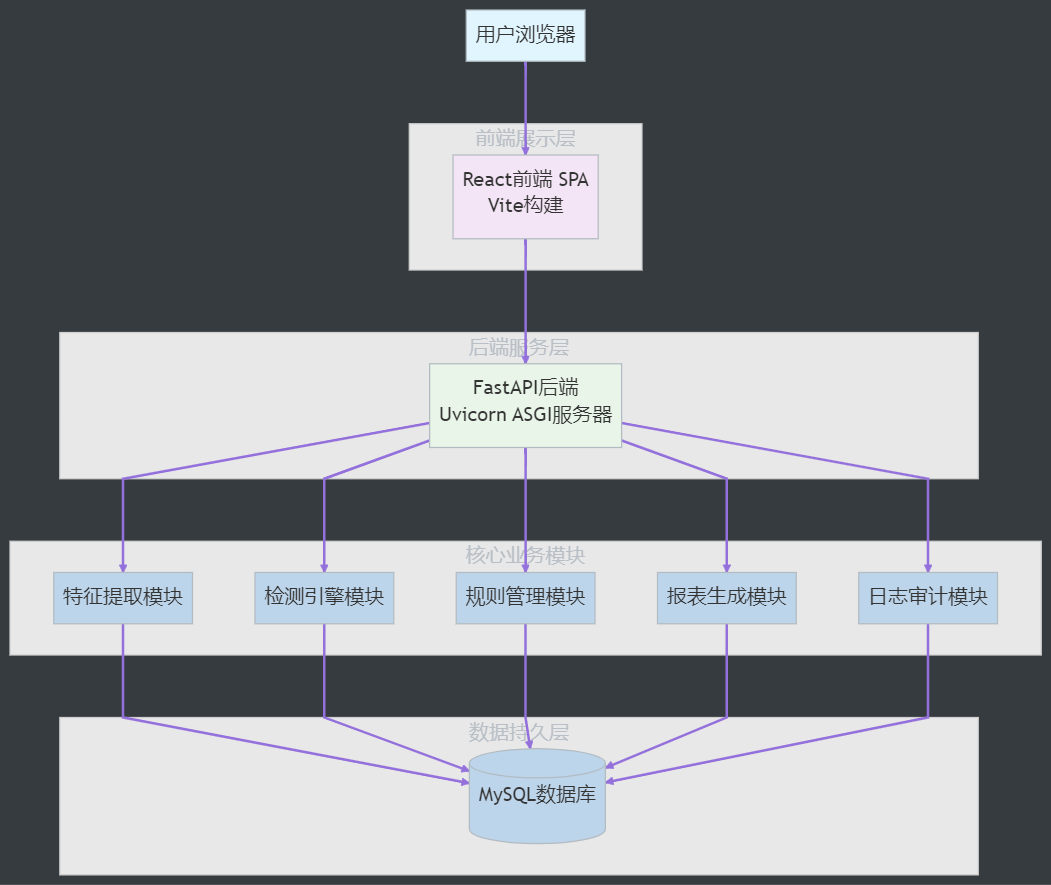 用户浏览器
前端展示层
React前端 SPA
Vite构建
后端服务层
FastAPI后端
Uvicorn ASGI服务器
核心业务模块
特征提取模块
检测引擎模块
规则管理模块
报表生成模块
日志审计模块
数据持久层
MySQL数据库